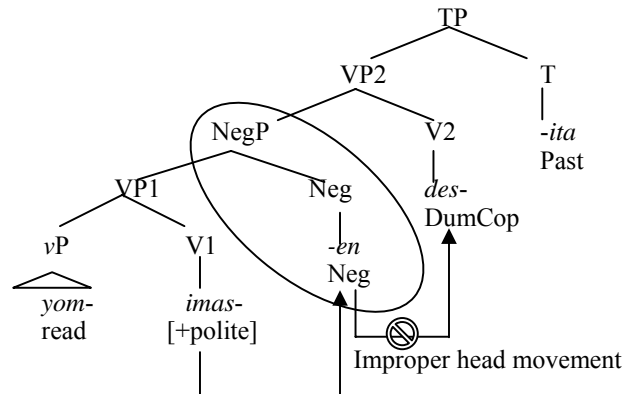 TP
VP2 T
NegP V2 -ita
Past
VP1 Neg des-
DumCop
vP V1 -en
Neg
yom- imas-
read [+polite]
Improper head movement